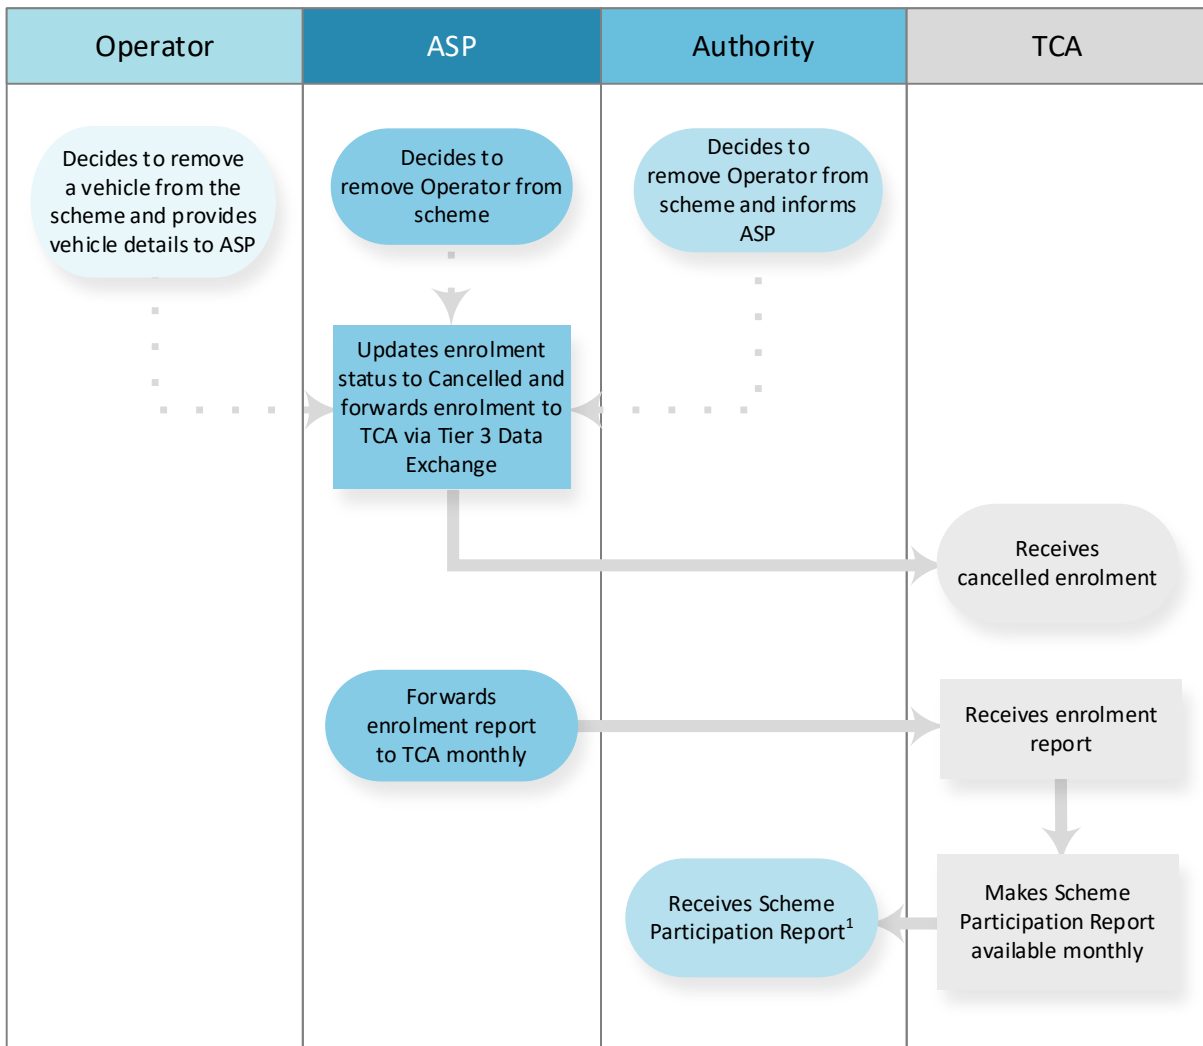 Operator
ASP
Authority
TCA
Decides to remove
a vehicle from the
scheme and provides
vehicle details to ASP
Decides to
remove Operator from
scheme
Decides to
remove Operator from
scheme and informs
ASP
Updates enrolment
status to Cancelled and
forwards enrolment to
TCA via Tier 3 Data
Exchange
Receives
cancelled enrolment
Forwards
enrolment report
to TCA monthly
Receives enrolment
report
Receives Scheme
Participation Report¹
Makes Scheme
Participation Report
available monthly